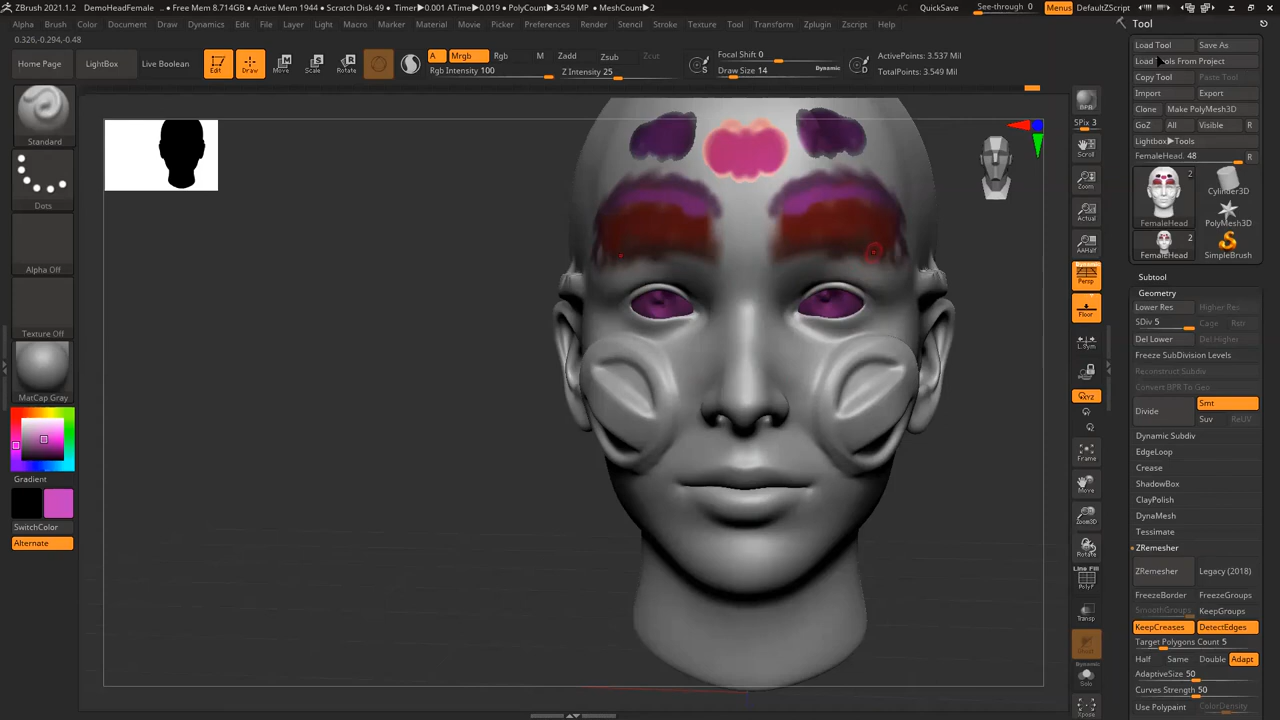 ZBrush 2021.1.2 DemoHeadFemale .. • Free Mem 8.714GB • Active Mem 1944 • Scratch Disk 49 • Timer▶0.001 ATime▶0.019 • PolyCount▶3.549 MP • MeshCount▶2 AC QuickSave See-through 0 Menus DefaultZScript
Alpha Brush Color Document Draw Dynamics Edit File Layer Light Macro Marker Material Movie Picker Preferences Render Stencil Stroke Texture Tool Transform Zplugin Zscript Help
Tool
0.326,-0.294,-0.48
Home Page LightBox Live Boolean Edit Draw Move Scale Rotate A Mrgb Rgb M Zadd Zsub Zcut
Rgb Intensity 100 Z Intensity 25
Focal Shift 0
Draw Size 14 Dynamic
S D
ActivePoints: 3.537 Mil
TotalPoints: 3.549 Mil
Standard
Dots
Alpha Off
Texture Off
MatCap Gray
Gradient
SwitchColor
Alternate
BPR
SPix 3
Scroll
Zoom
Actual
AAHalf
Dynamic
Persp
Floor
L.Sym
XYZ
Frame
Move
Zoom3D
Rotate
Line Fill
PolyF
Transp
Ghost
Dynamic
Solo
Xpose
Load Tool Save As
Load Tools From Project
Copy Tool Paste Tool
Import Export
Clone Make PolyMesh3D
GoZ All Visible R
Lightbox▶Tools
FemaleHead. 48 R
2
FemaleHead
Cylinder3D
PolyMesh3D
2
FemaleHead
SimpleBrush
Subtool
Geometry
Lower Res Higher Res
SDiv 5 Cage Rstr
Del Lower Del Higher
Freeze SubDivision Levels
Reconstruct Subdiv
Convert BPR To Geo
Divide Smt
Suv ReUV
Dynamic Subdiv
EdgeLoop
Crease
ShadowBox
ClayPolish
DynaMesh
Tessimate
ZRemesher
ZRemesher Legacy (2018)
FreezeBorder FreezeGroups
SmoothGroups KeepGroups
KeepCreases DetectEdges
Target Polygons Count 5
Half Same Double Adapt
AdaptiveSize 50
Curves Strength 50
Use Polypaint ColorDensity